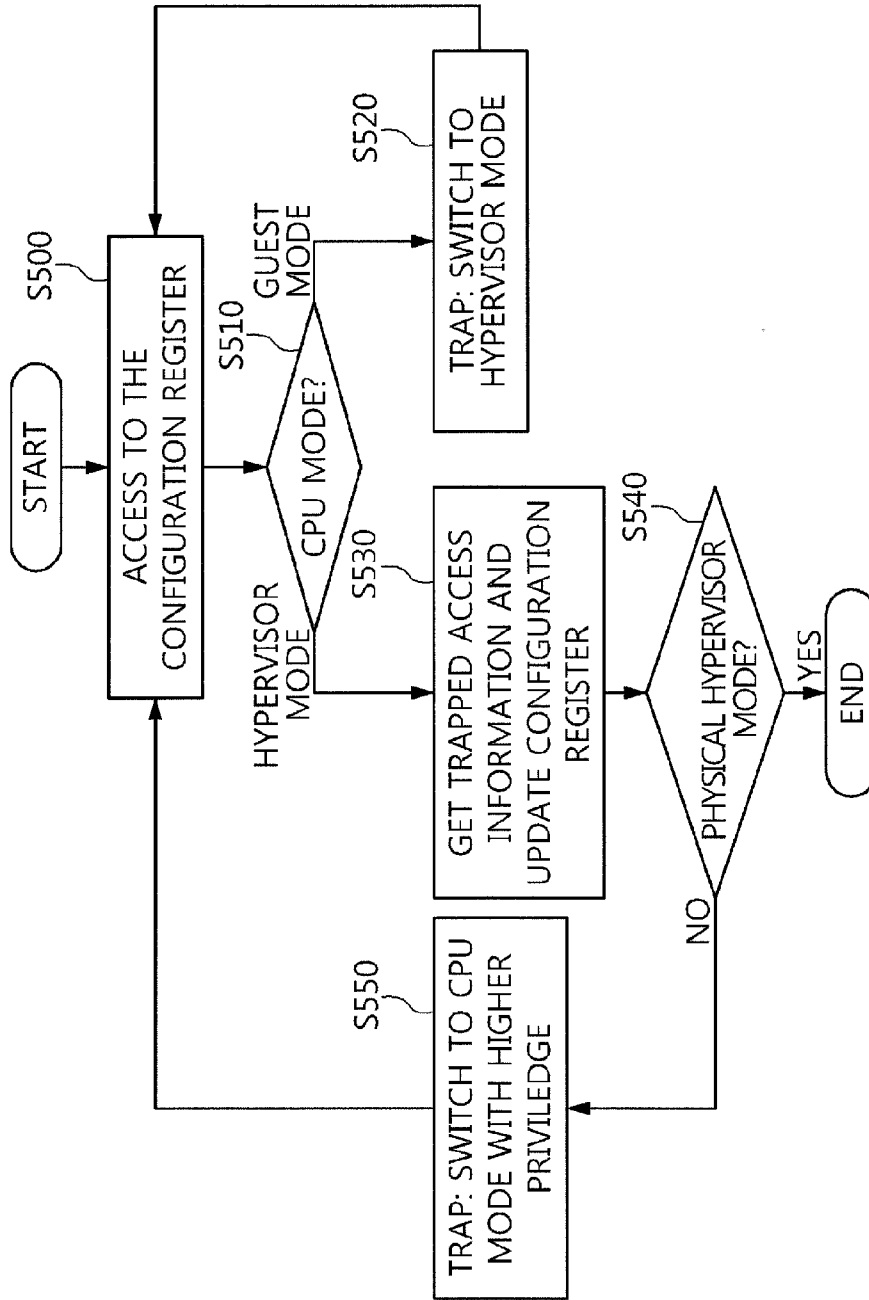 START
S500
ACCESS TO THE
CONFIGURATION REGISTER
S510
CPU MODE?
GUEST
MODE
HYPERVISOR
MODE
S520
TRAP: SWITCH TO
HYPERVISOR MODE
S530
GET TRAPPED ACCESS
INFORMATION AND
UPDATE CONFIGURATION
REGISTER
S540
PHYSICAL HYPERVISOR
MODE?
NO
YES
S550
TRAP: SWITCH TO CPU
MODE WITH HIGHER
PRIVILEDGE
END